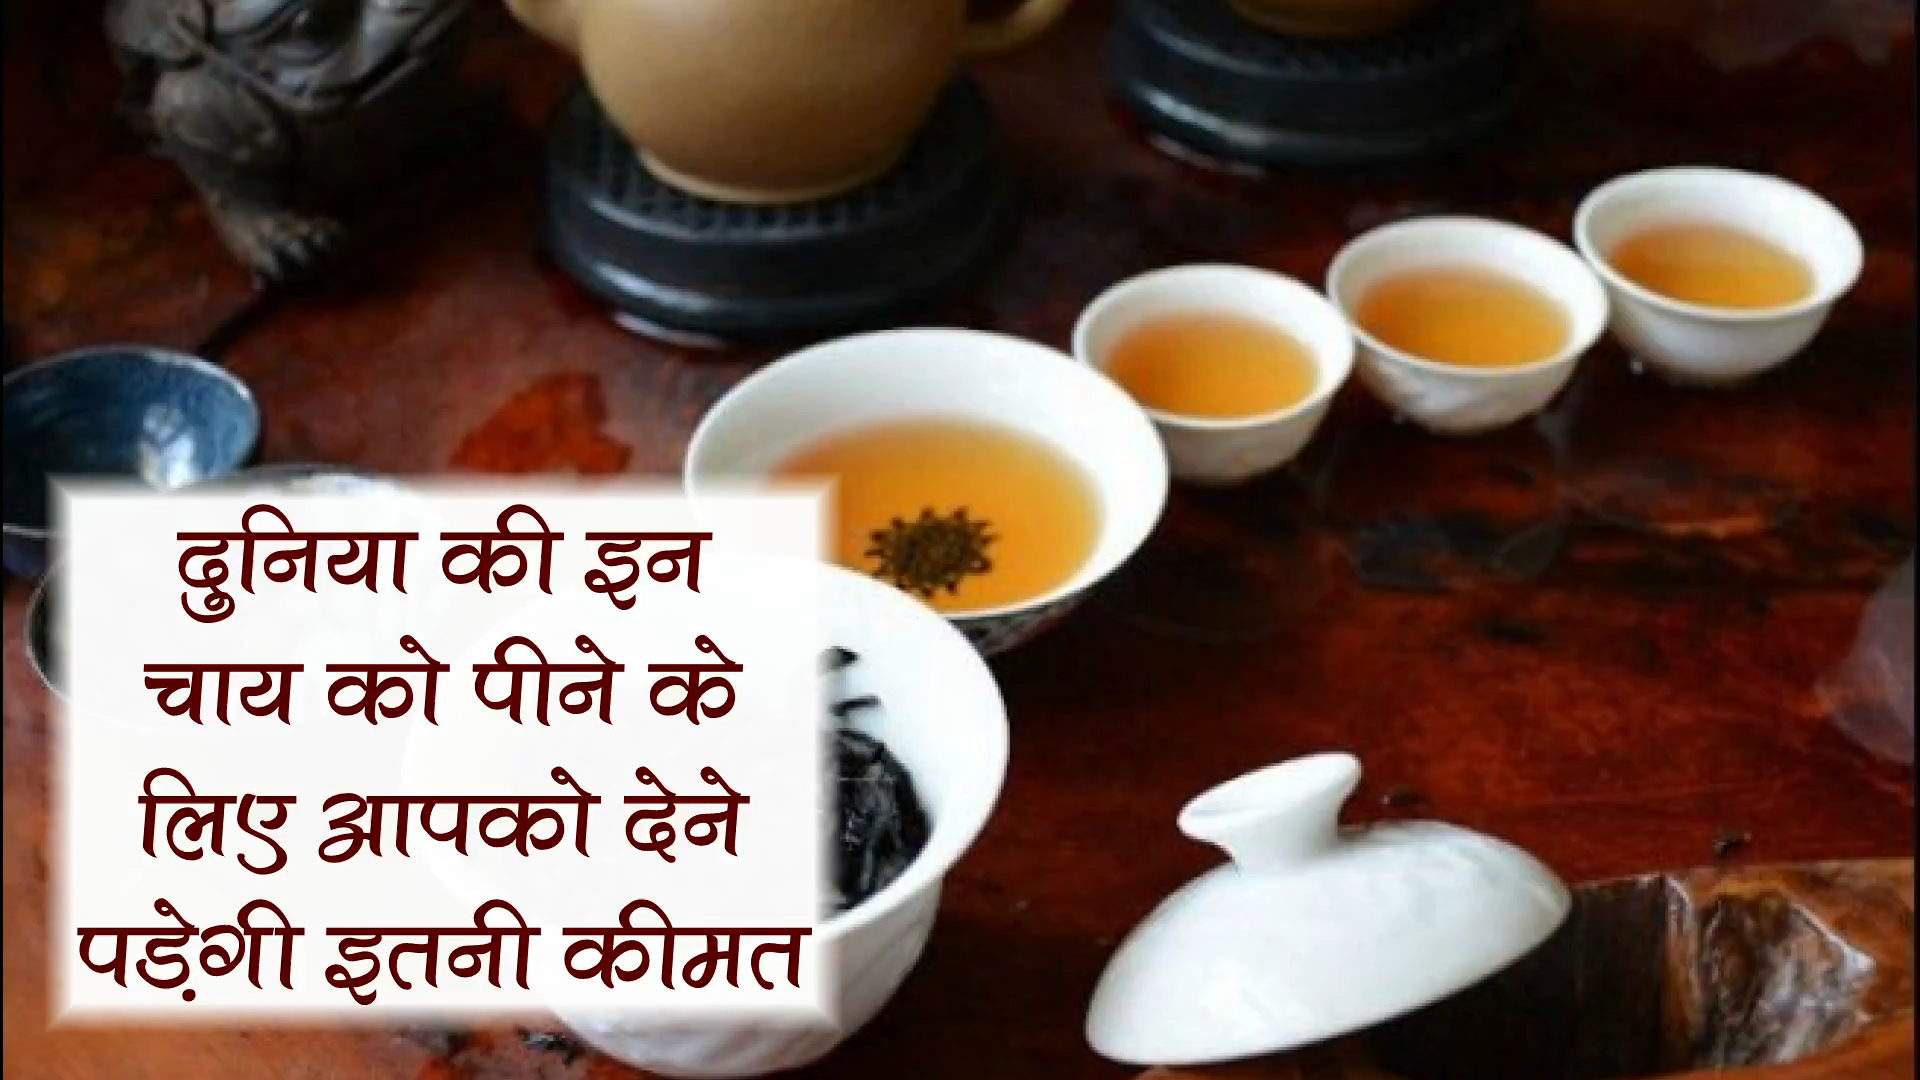 दुनिया की इन
चाय को पीने के
लिए आपको देने
पड़ेगी इतनी कीमत